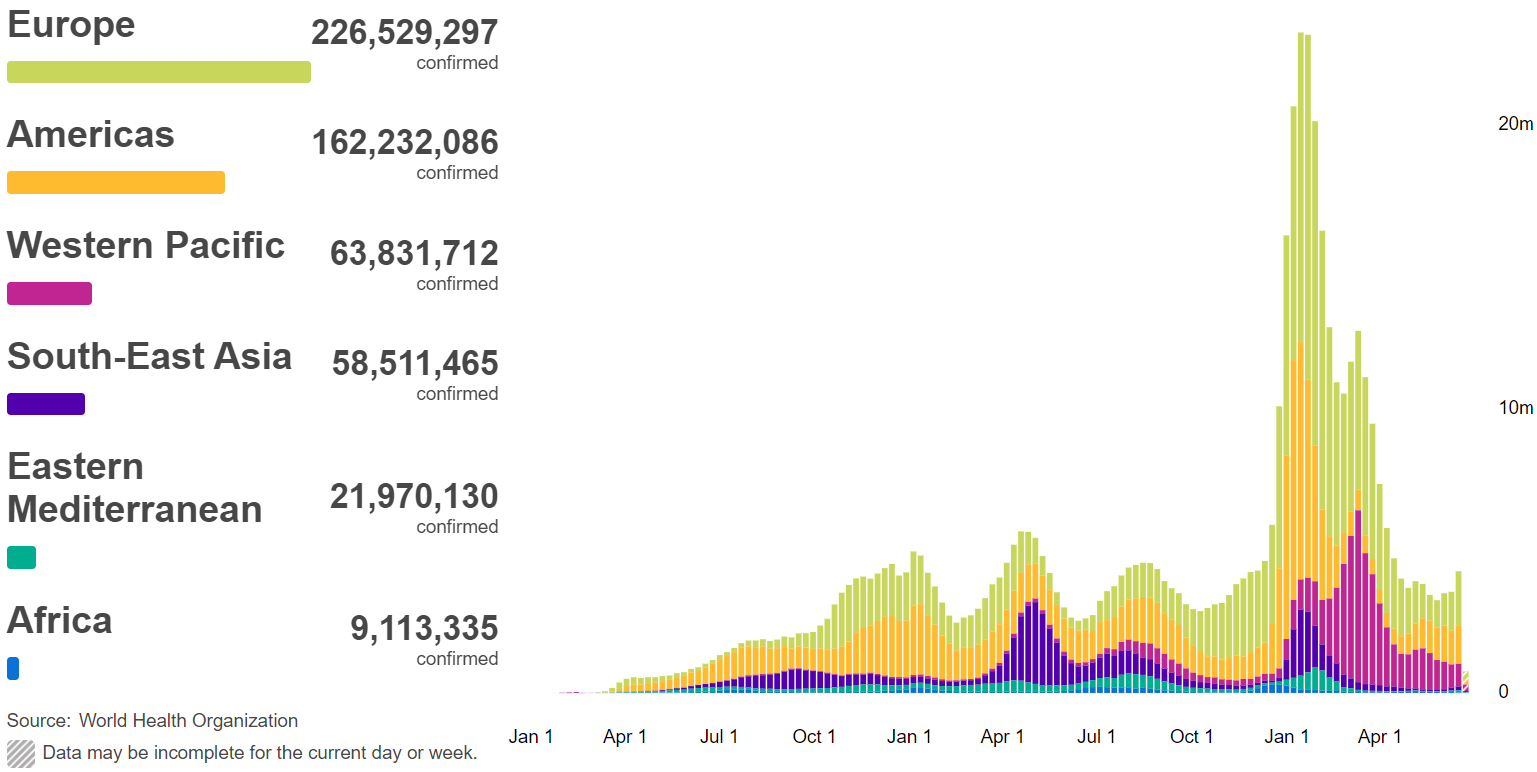 Europe
226,529,297
confirmed
Americas
162,232,086
confirmed
Western Pacific
63,831,712
confirmed
South-East Asia
58,511,465
confirmed
Eastern
Mediterranean
21,970,130
confirmed
Africa
9,113,335
confirmed
Source: World Health Organization
Data may be incomplete for the current day or week.
20m
10m
0
Jan 1 Apr 1 Jul 1 Oct 1 Jan 1 Apr 1 Jul 1 Oct 1 Jan 1 Apr 1